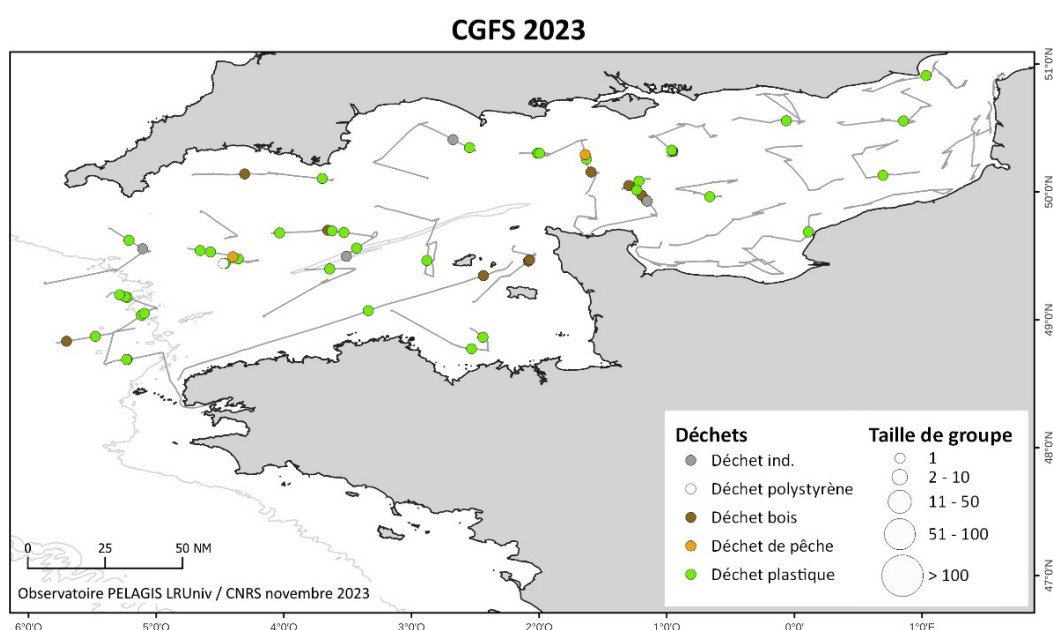 CGFS 2023
51°0'N
50°0'N
49°0'N
48°0'N
47°0'N
Déchets
Déchet ind.
Déchet polystyrène
Déchet bois
Déchet de pêche
Déchet plastique
Taille de groupe
1
2 - 10
11 - 50
51 - 100
> 100
0 25 50 NM
Observatoire PELAGIS LRUniv / CNRS novembre 2023
6°0'O 5°0'O 4°0'O 3°0'O 2°0'O 1°0'O 0°0' 1°0'E